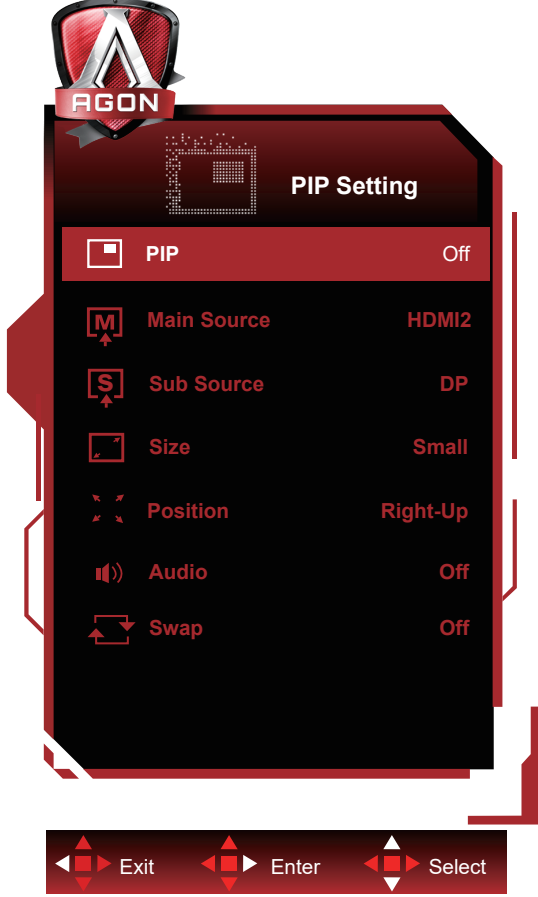 AGON
PIP Setting
PIP Off
M Main Source HDMI2
S Sub Source DP
Size Small
Position Right-Up
Audio Off
Swap Off
Exit Enter Select